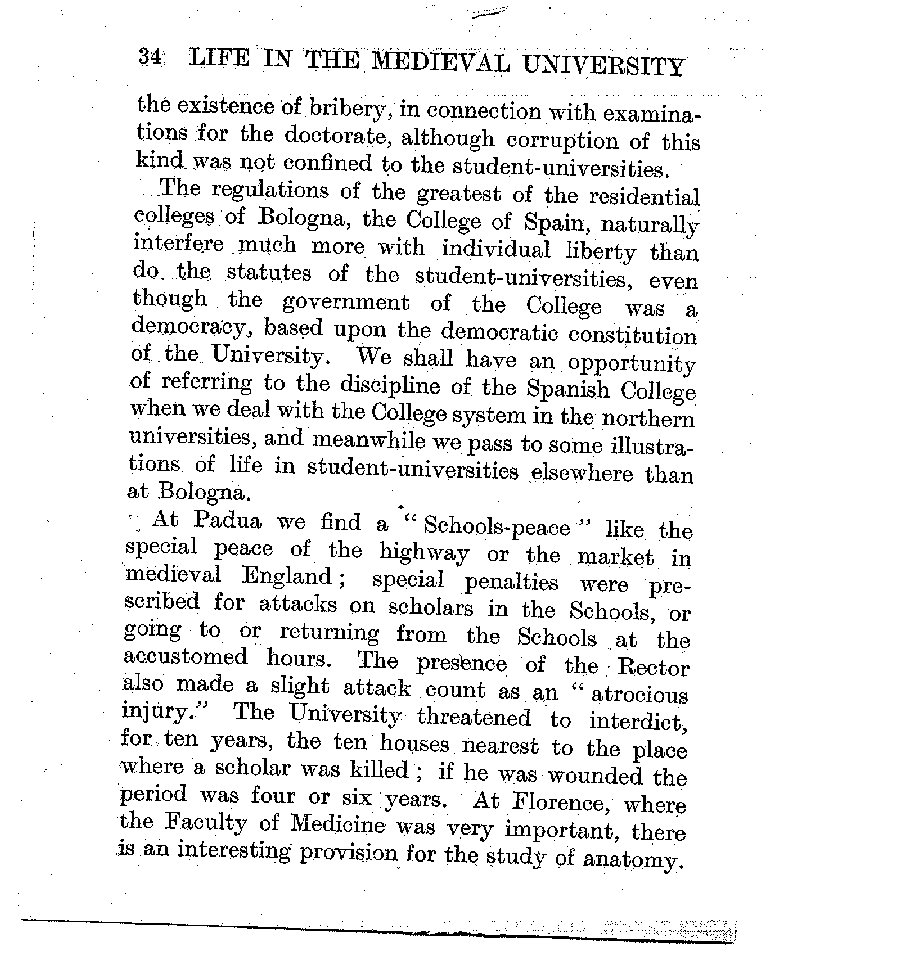 34 LIFE IN THE MEDIEVAL UNIVERSITY
the existence of bribery, in connection with examina-
tions for the doctorate, although corruption of this
kind was not confined to the student-universities.
The regulations of the greatest of the residential
colleges of Bologna, the College of Spain, naturally
interfere much more with individual liberty than
do the statutes of the student-universities, even
though the government of the College was a
democracy, based upon the democratic constitution
of the University. We shall have an opportunity
of referring to the discipline of the Spanish College
when we deal with the College system in the northern
universities, and meanwhile we pass to some illustra-
tions of life in student-universities elsewhere than
at Bologna.
At Padua we find a “ Schools-peace ” like the
special peace of the highway or the market in
medieval England ; special penalties were pre-
scribed for attacks on scholars in the Schools, or
going to or returning from the Schools at the
accustomed hours. The presence of the Rector
also made a slight attack count as an “ atrocious
injury.” The University threatened to interdict,
for ten years, the ten houses nearest to the place
where a scholar was killed ; if he was wounded the
period was four or six years. At Florence, where
the Faculty of Medicine was very important, there
is an interesting provision for the study of anatomy.